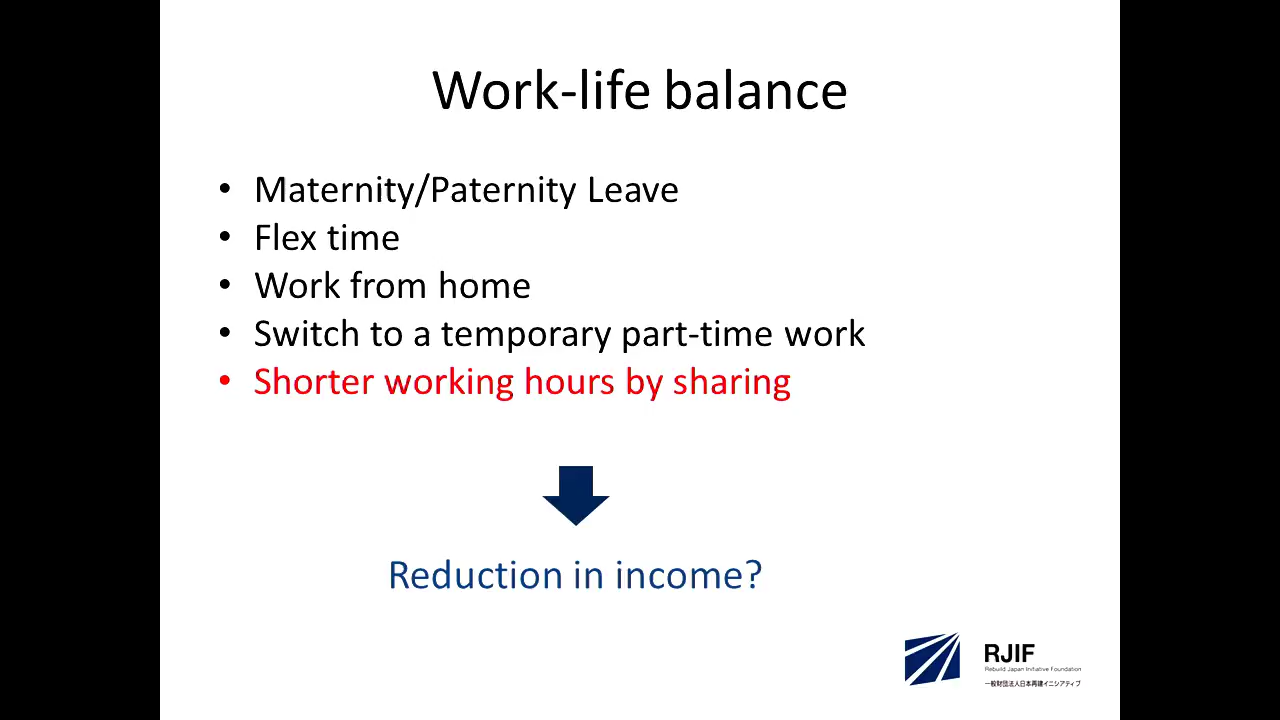 Work-life balance
• Maternity/Paternity Leave
• Flex time
• Work from home
• Switch to a temporary part-time work
• Shorter working hours by sharing
Reduction in income?
RJIF
Rebuild Japan Initiative Foundation
一般財団法人日本再建イニシアティブ